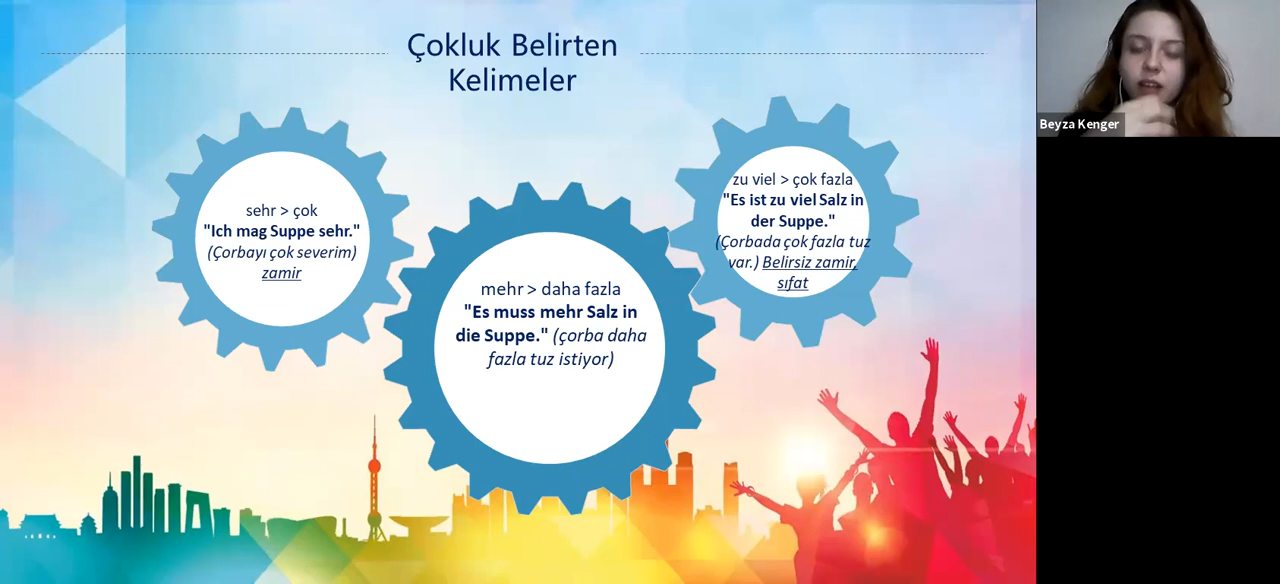 Çokluk Belirten
Kelimeler
sehr > çok
"Ich mag Suppe sehr."
(Çorbayı çok severim)
zamir
mehr > daha fazla
"Es muss mehr Salz in
die Suppe." (çorba daha
fazla tuz istiyor)
zu viel > çok fazla
"Es ist zu viel Salz in
der Suppe."
(Çorbada çok fazla tuz
var.) Belirsiz zamir,
sıfat
Beyza Kenger